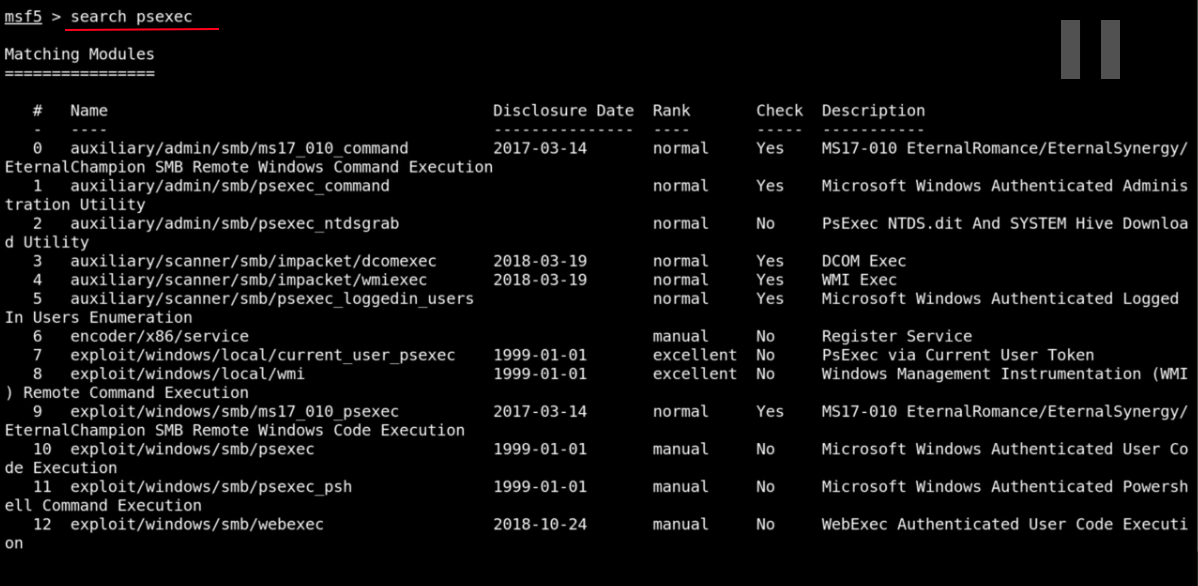 msf5 > search psexec
Matching Modules
================
#   Name                                         Disclosure Date  Rank       Check  Description
-   ----                                         ---------------  ----       -----  -----------
0   auxiliary/admin/smb/ms17_010_command         2017-03-14       normal     Yes    MS17-010 EternalRomance/EternalSynergy/
EternalChampion SMB Remote Windows Command Execution
1   auxiliary/admin/smb/psexec_command                            normal     Yes    Microsoft Windows Authenticated Adminis
tration Utility
2   auxiliary/admin/smb/psexec_ntdsgrab                           normal     No     PsExec NTDS.dit And SYSTEM Hive Downloa
d Utility
3   auxiliary/scanner/smb/impacket/dcomexec      2018-03-19       normal     Yes    DCOM Exec
4   auxiliary/scanner/smb/impacket/wmiexec       2018-03-19       normal     Yes    WMI Exec
5   auxiliary/scanner/smb/psexec_loggedin_users                   normal     Yes    Microsoft Windows Authenticated Logged
In Users Enumeration
6   encoder/x86/service                                           manual     No     Register Service
7   exploit/windows/local/current_user_psexec    1999-01-01       excellent  No     PsExec via Current User Token
8   exploit/windows/local/wmi                    1999-01-01       excellent  No     Windows Management Instrumentation (WMI
) Remote Command Execution
9   exploit/windows/smb/ms17_010_psexec          2017-03-14       normal     Yes    MS17-010 EternalRomance/EternalSynergy/
EternalChampion SMB Remote Windows Code Execution
10  exploit/windows/smb/psexec                   1999-01-01       manual     No     Microsoft Windows Authenticated User Co
de Execution
11  exploit/windows/smb/psexec_psh               1999-01-01       manual     No     Microsoft Windows Authenticated Powersh
ell Command Execution
12  exploit/windows/smb/webexec                  2018-10-24       manual     No     WebExec Authenticated User Code Executi
on